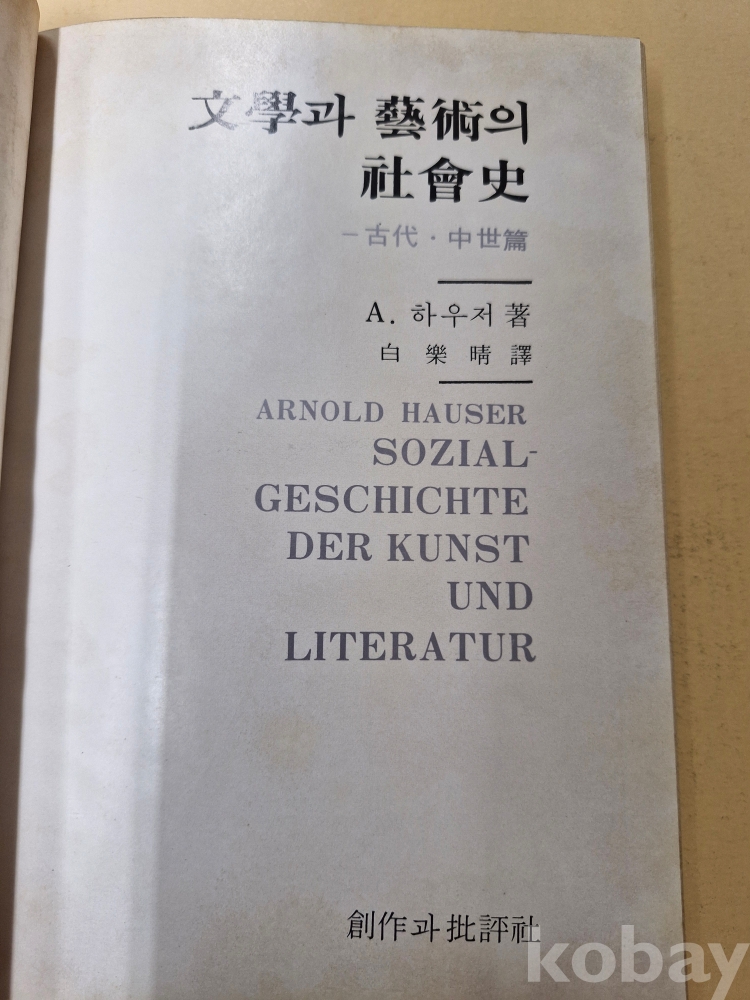 文學과 藝術의
社會史
－古代·中世篇
A. 하우저 著
白樂晴 譯
ARNOLD HAUSER
SOZIAL-
GESCHICHTE
DER KUNST
UND
LITERATUR
創作과批評社
kobay